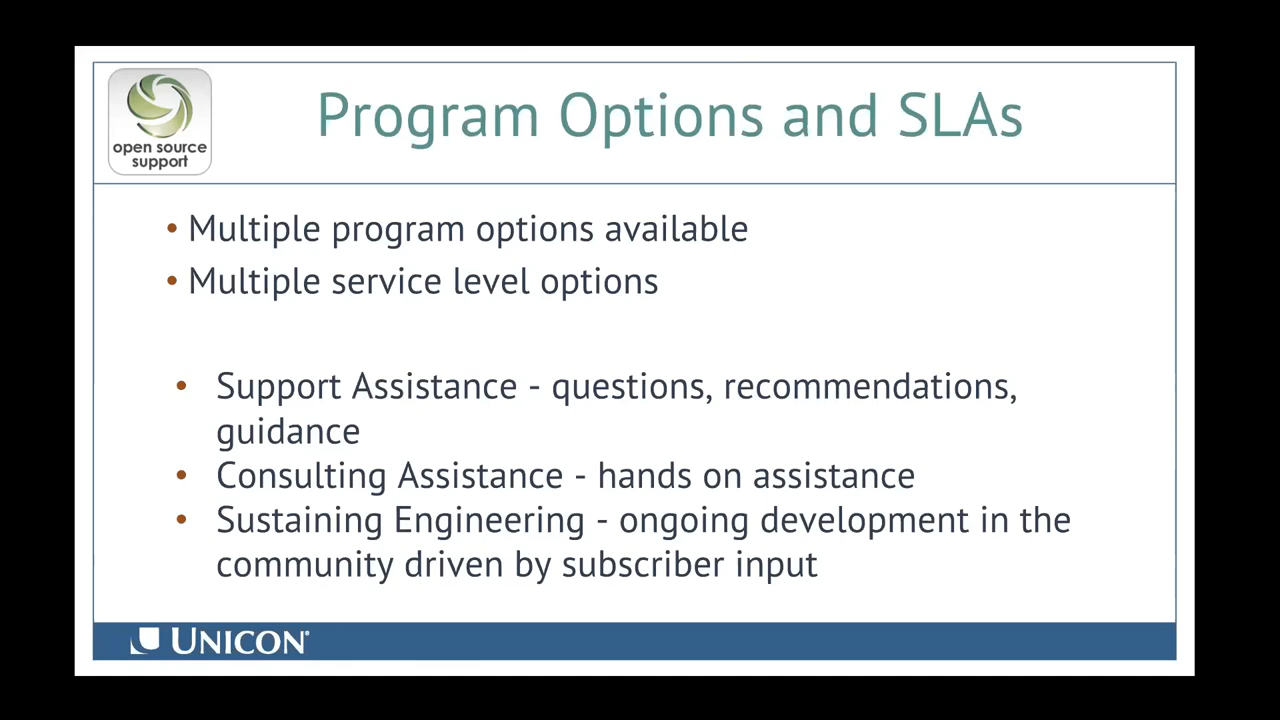 open source
support
Program Options and SLAs
• Multiple program options available
• Multiple service level options
• Support Assistance - questions, recommendations,
guidance
• Consulting Assistance - hands on assistance
• Sustaining Engineering - ongoing development in the
community driven by subscriber input
UNICON®